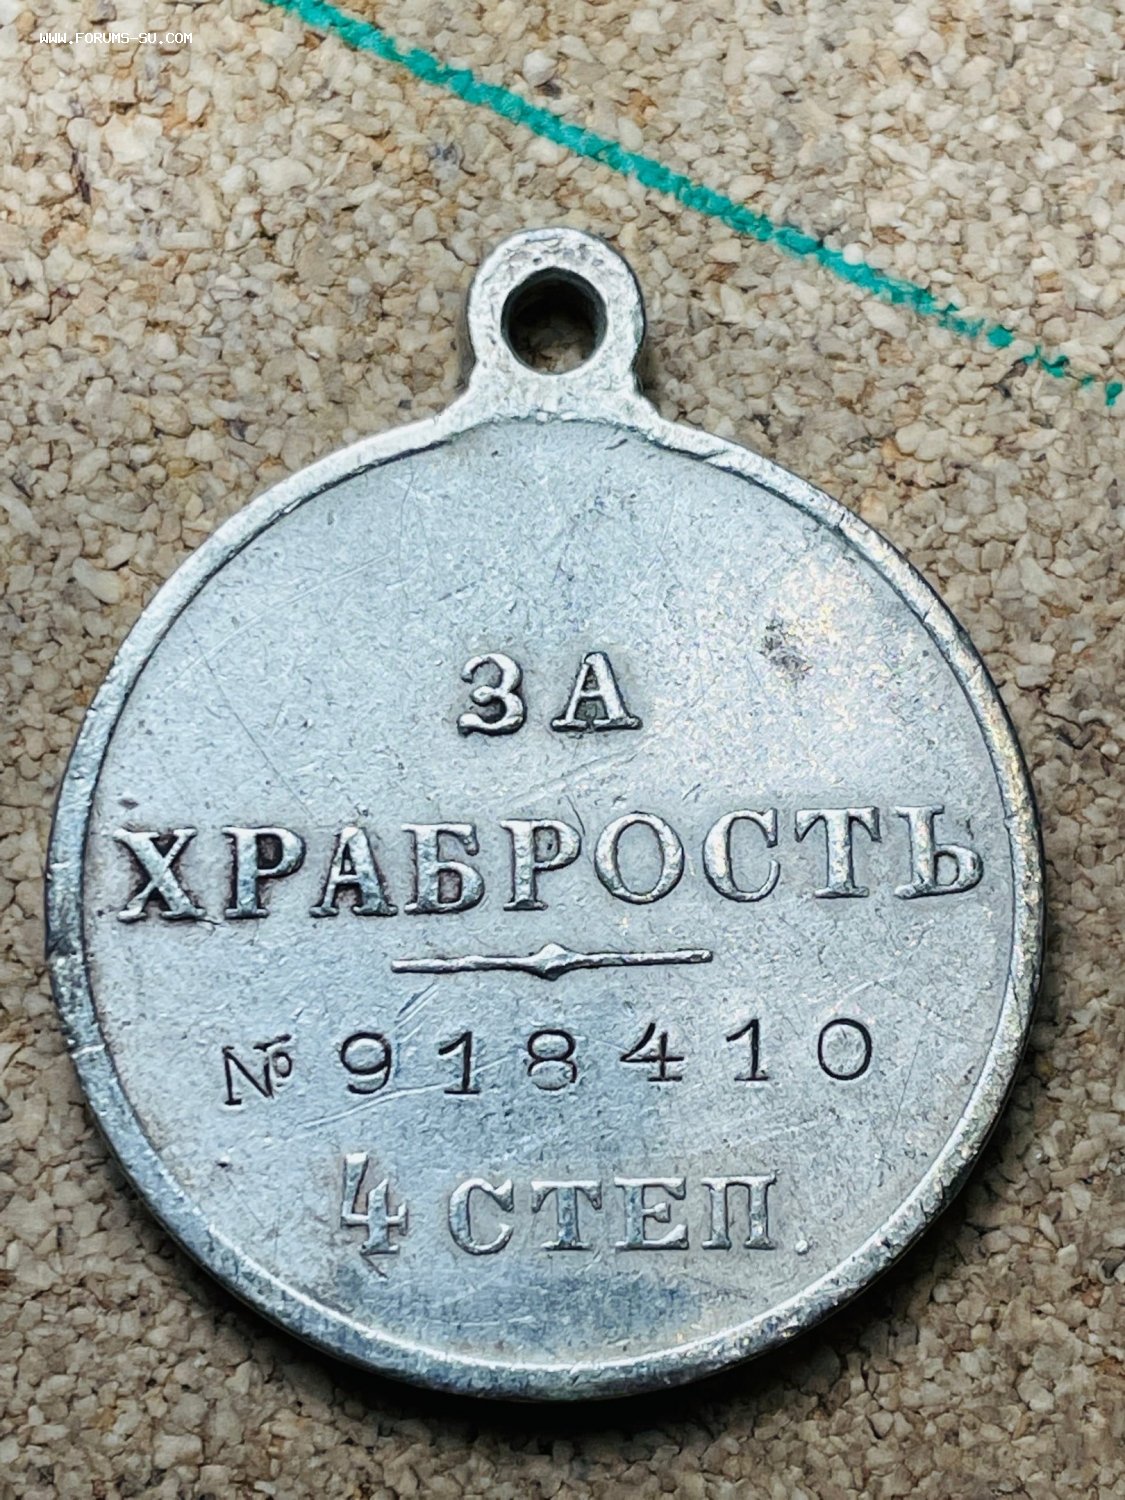 WWW.FORUMS-SU.COM
ЗА
ХРАБРОСТЬ
№ 918410
4 СТЕП.